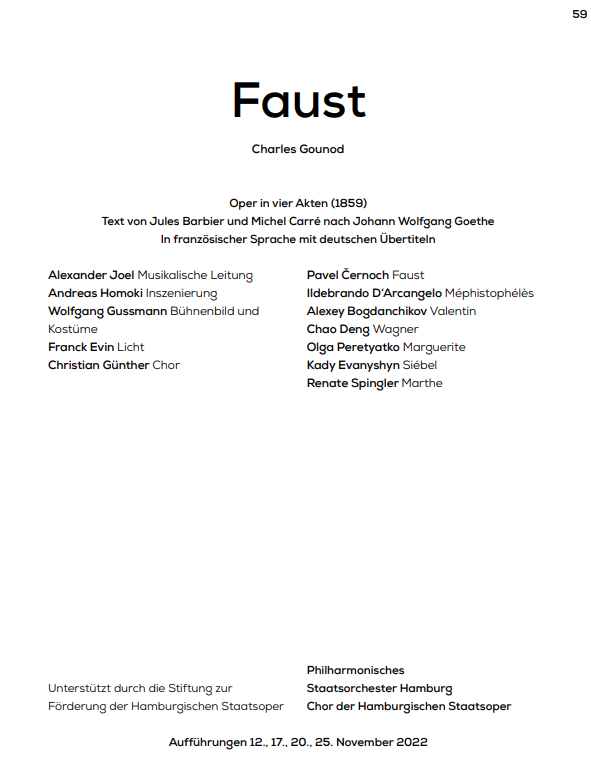 59
Faust
Charles Gounod
Oper in vier Akten (1859)
Text von Jules Barbier und Michel Carré nach Johann Wolfgang Goethe
In französischer Sprache mit deutschen Übertiteln
Alexander Joel Musikalische Leitung
Andreas Homoki Inszenierung
Wolfgang Gussmann Bühnenbild und
Kostüme
Franck Evin Licht
Christian Günther Chor
Pavel Černoch Faust
Ildebrando D’Arcangelo Méphistophélès
Alexey Bogdanchikov Valentin
Chao Deng Wagner
Olga Peretyatko Marguerite
Kady Evanyshyn Siébel
Renate Spingler Marthe
Unterstützt durch die Stiftung zur
Förderung der Hamburgischen Staatsoper
Philharmonisches
Staatsorchester Hamburg
Chor der Hamburgischen Staatsoper
Aufführungen 12., 17., 20., 25. November 2022